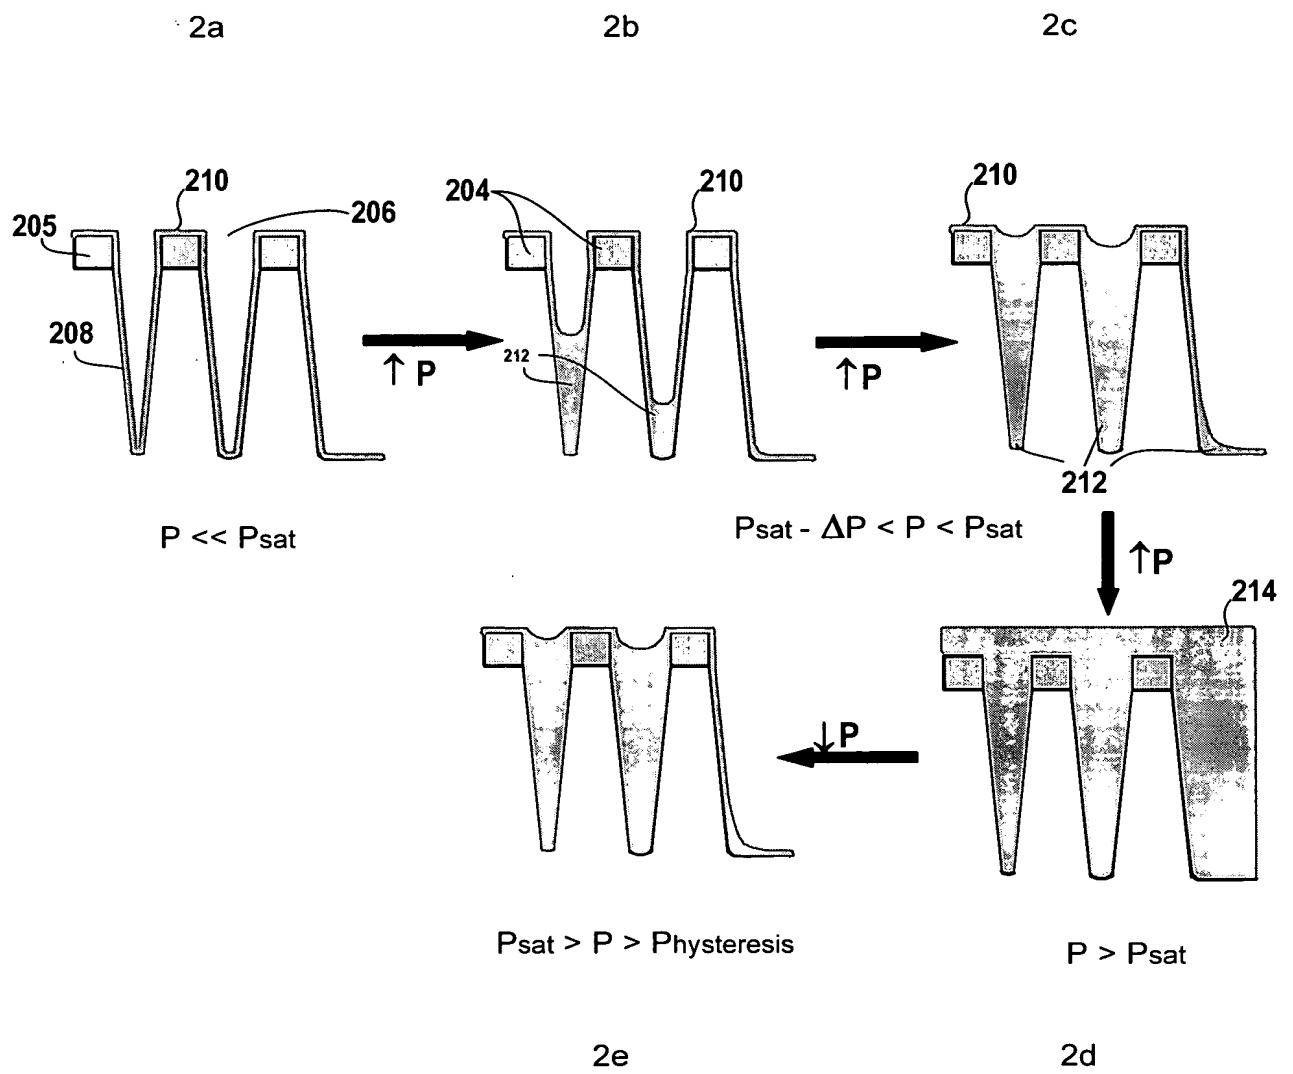 2a
2b
2c
210
206
205
208
↑ P
204
210
212
↑P
210
212
P << Psat
Psat - ΔP < P < Psat
↑P
214
↓P
Psat > P > Physteresis
P > Psat
2e
2d